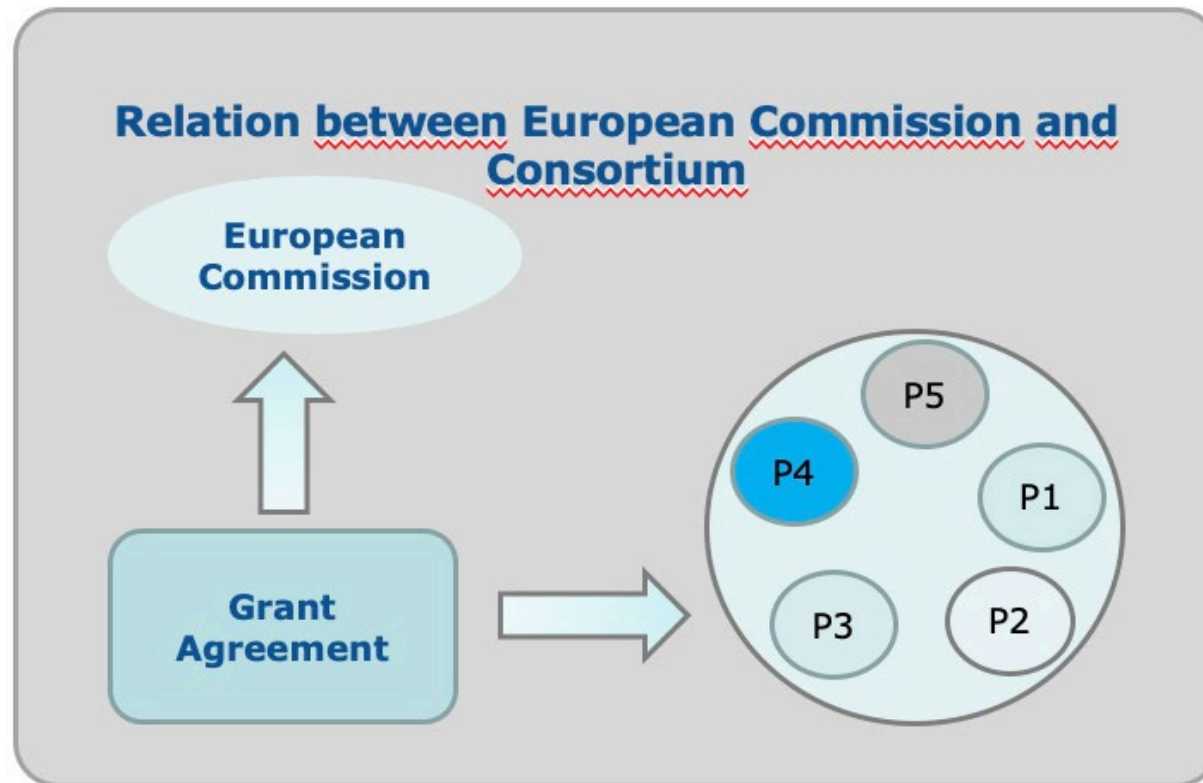 Relation between European Commission and
Consortium
European
Commission
P5
P4
P1
Grant
Agreement
P3
P2